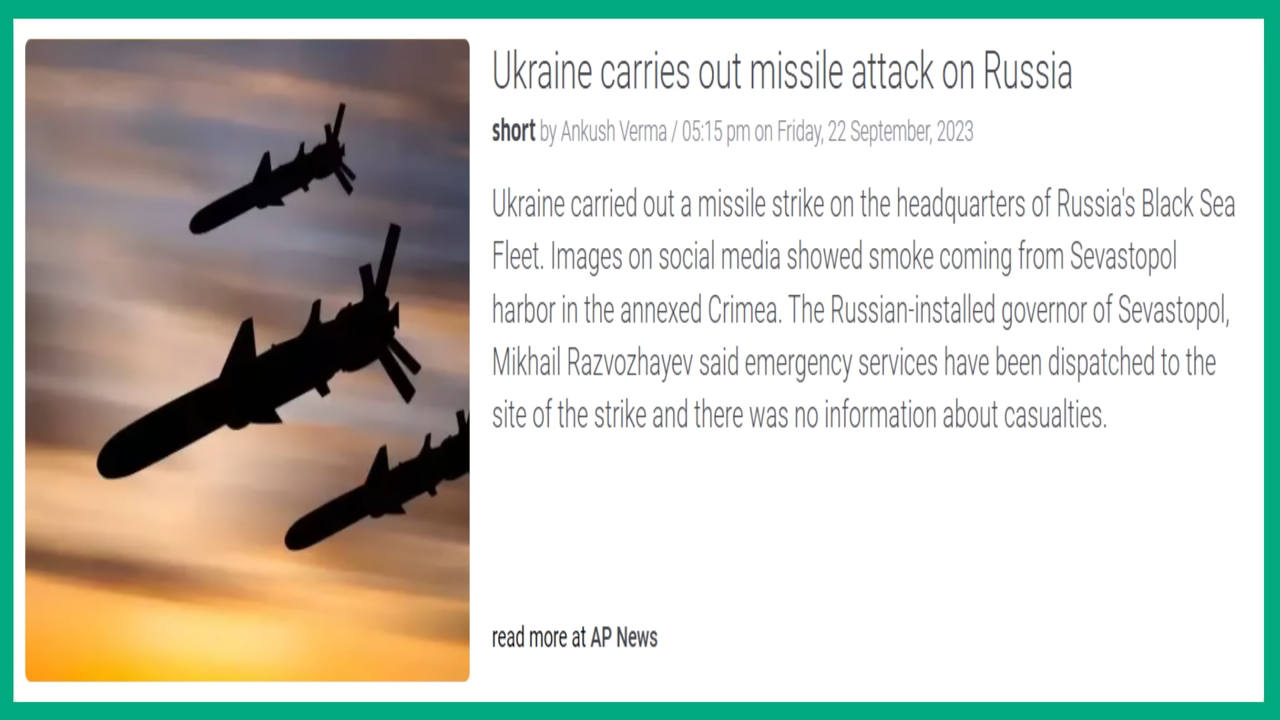 Ukraine carries out missile attack on Russia
short by Ankush Verma / 05:15 pm on Friday, 22 September, 2023
Ukraine carried out a missile strike on the headquarters of Russia's Black Sea
Fleet. Images on social media showed smoke coming from Sevastopol
harbor in the annexed Crimea. The Russian-installed governor of Sevastopol,
Mikhail Razvozhayev said emergency services have been dispatched to the
site of the strike and there was no information about casualties.
read more at AP News